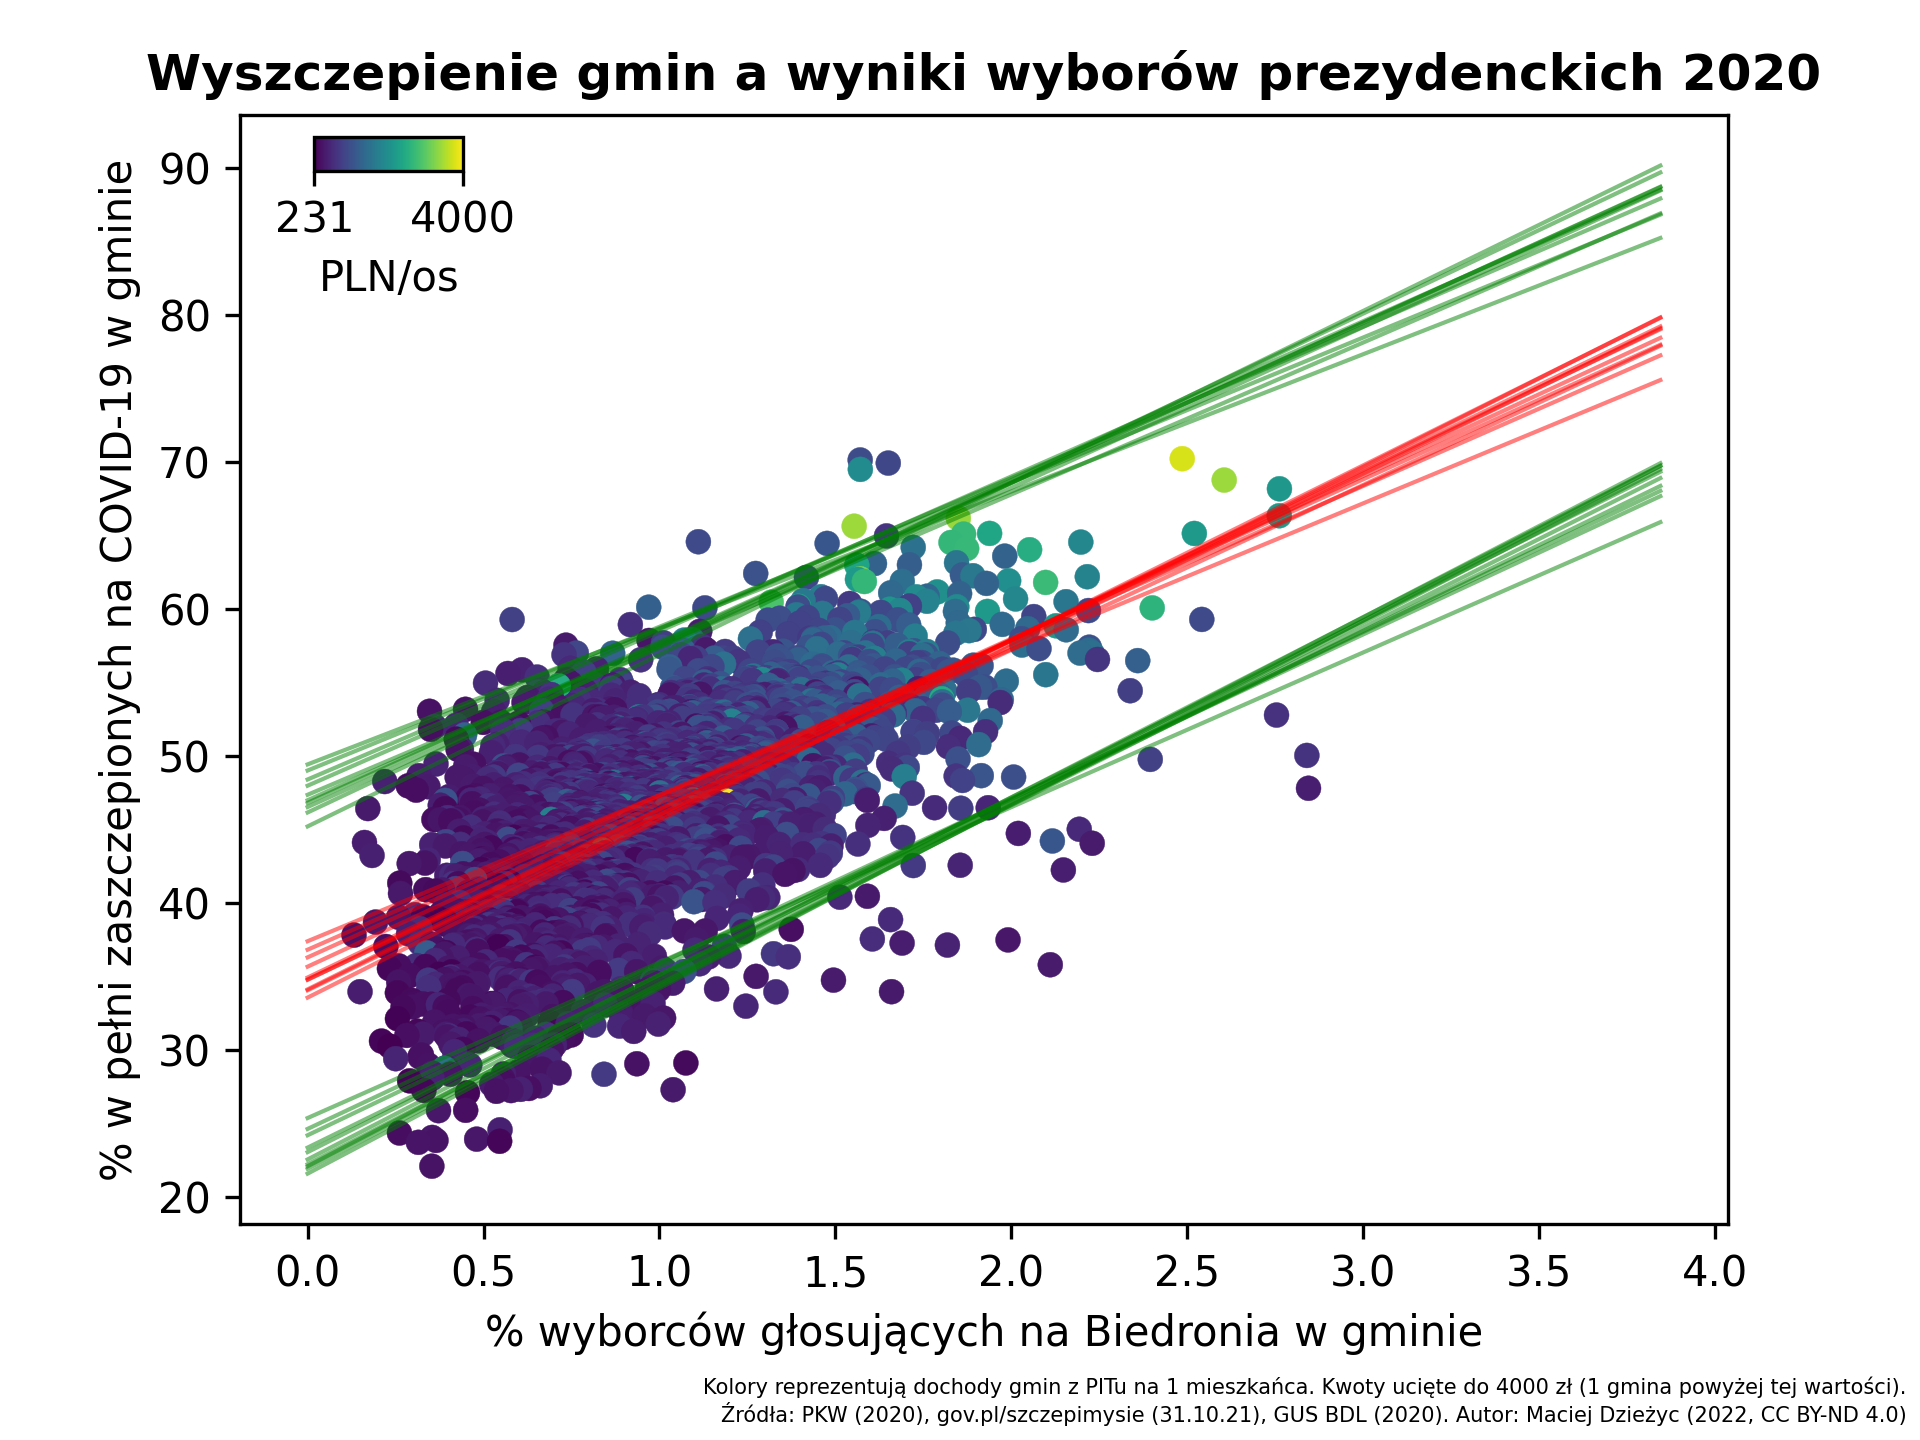 Wyszczepienie gmin a wyniki wyborów prezydenckich 2020
231 4000
PLN/os
% w pełni zaszczepionych na COVID-19 w gminie
90
80
70
60
50
40
30
20
0.0 0.5 1.0 1.5 2.0 2.5 3.0 3.5 4.0
% wyborców głosujących na Biedronia w gminie
Kolory reprezentują dochody gmin z PITu na 1 mieszkańca. Kwoty ucięte do 4000 zł (1 gmina powyżej tej wartości).
Źródła: PKW (2020), gov.pl/szczepimysie (31.10.21), GUS BDL (2020). Autor: Maciej Dzieżyc (2022, CC BY-ND 4.0)